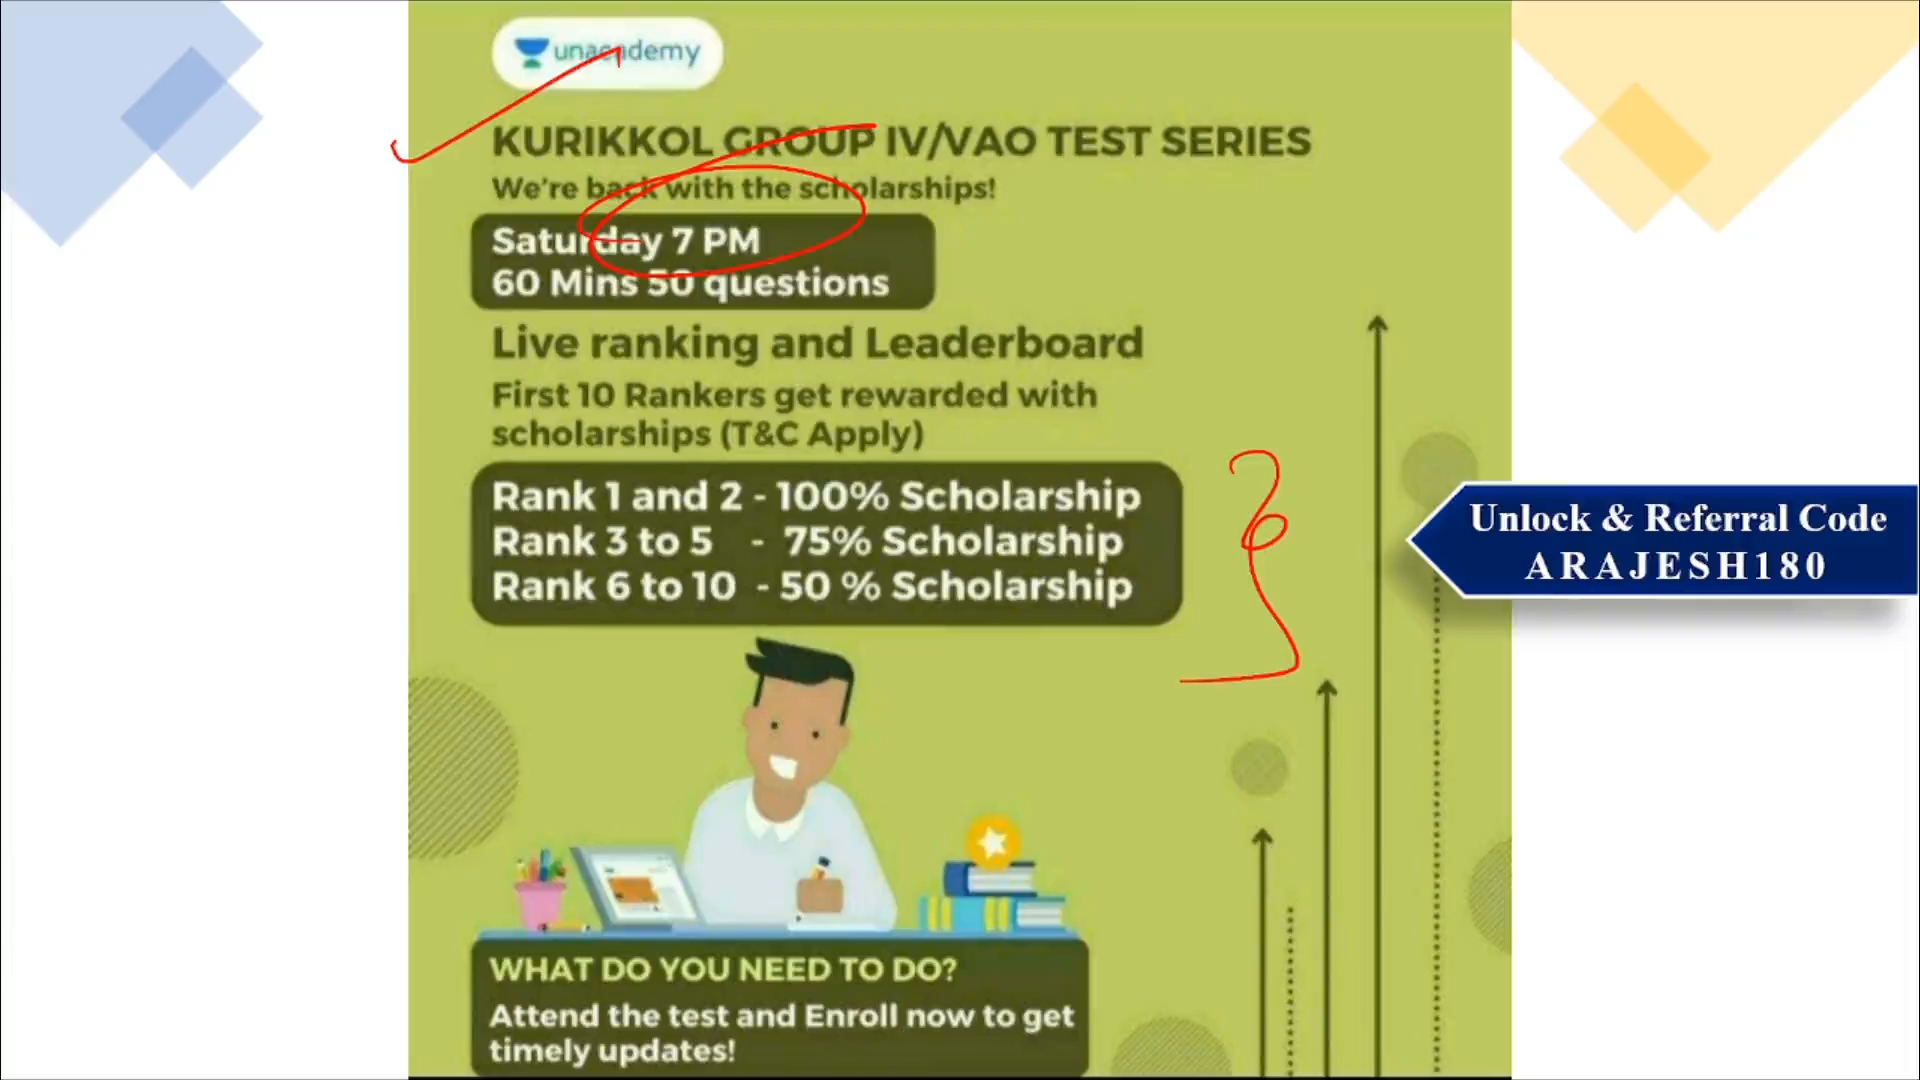 unacademy
KURIKKOL GROUP IV/VAO TEST SERIES
We're back with the scholarships!
Saturday 7 PM
60 Mins 50 questions
Live ranking and Leaderboard
First 10 Rankers get rewarded with
scholarships (T&C Apply)
Rank 1 and 2 - 100% Scholarship
Rank 3 to 5 - 75% Scholarship
Rank 6 to 10 - 50 % Scholarship
Unlock & Referral Code
ARAJESH180
WHAT DO YOU NEED TO DO?
Attend the test and Enroll now to get
timely updates!